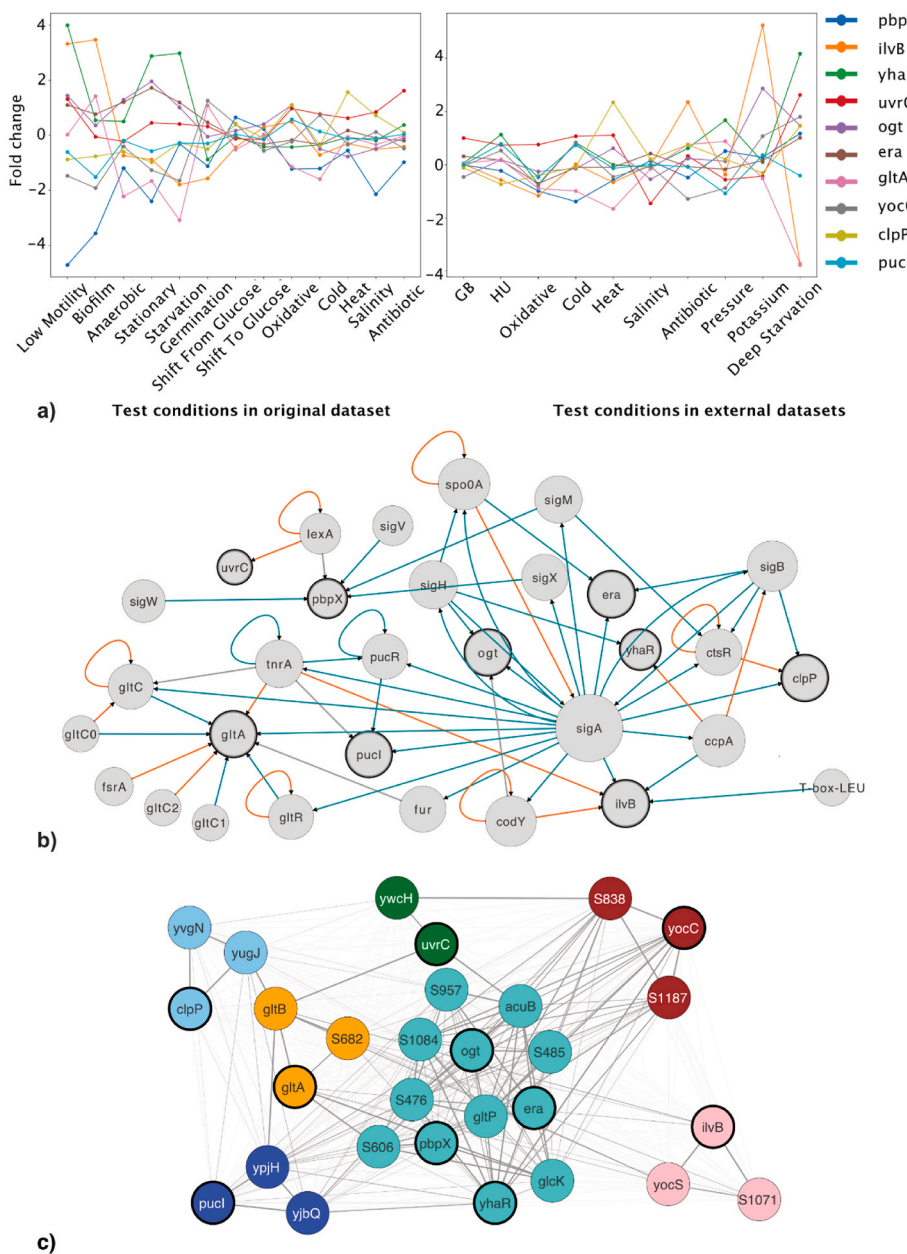 4
2
0
−2
−4
Fold change
Low Motility
Biofilm
Anaerobic
Stationary
Starvation
Germination
Shift From Glucose
Shift To Glucose
Oxidative
Cold
Heat
Salinity
Antibiotic
4
2
0
−2
−4
GB
HU
Oxidative
Cold
Heat
Salinity
Antibiotic
Pressure
Potassium
Deep Starvation
pbp
ilvB
yha
ogt
era
gltA
clpP
puc
a)
Test conditions in original dataset
Test conditions in external datasets
spo0A
sigM
lexA
sigV
uvrC
sigB
sigH
sigX
era
sigW
pbpX
ogt
yhaR
ctsR
tnrA
pucR
gltC
clpP
sigA
gltC0
gltA
pucI
ccpA
fsrA
gltC2
gltC1
gltR
fur
codY
ilvB
T-box-LEU
b)
ywcH
S838
yvgN
yugJ
uvrC
yocC
S957
clpP
gltB
acuB
S1187
S682
S1084
ogt
S485
gltA
S476
gltP
era
ilvB
S606
pbpX
ypjH
glcK
yocS
S1071
pucI
yjbQ
yhaR
c)